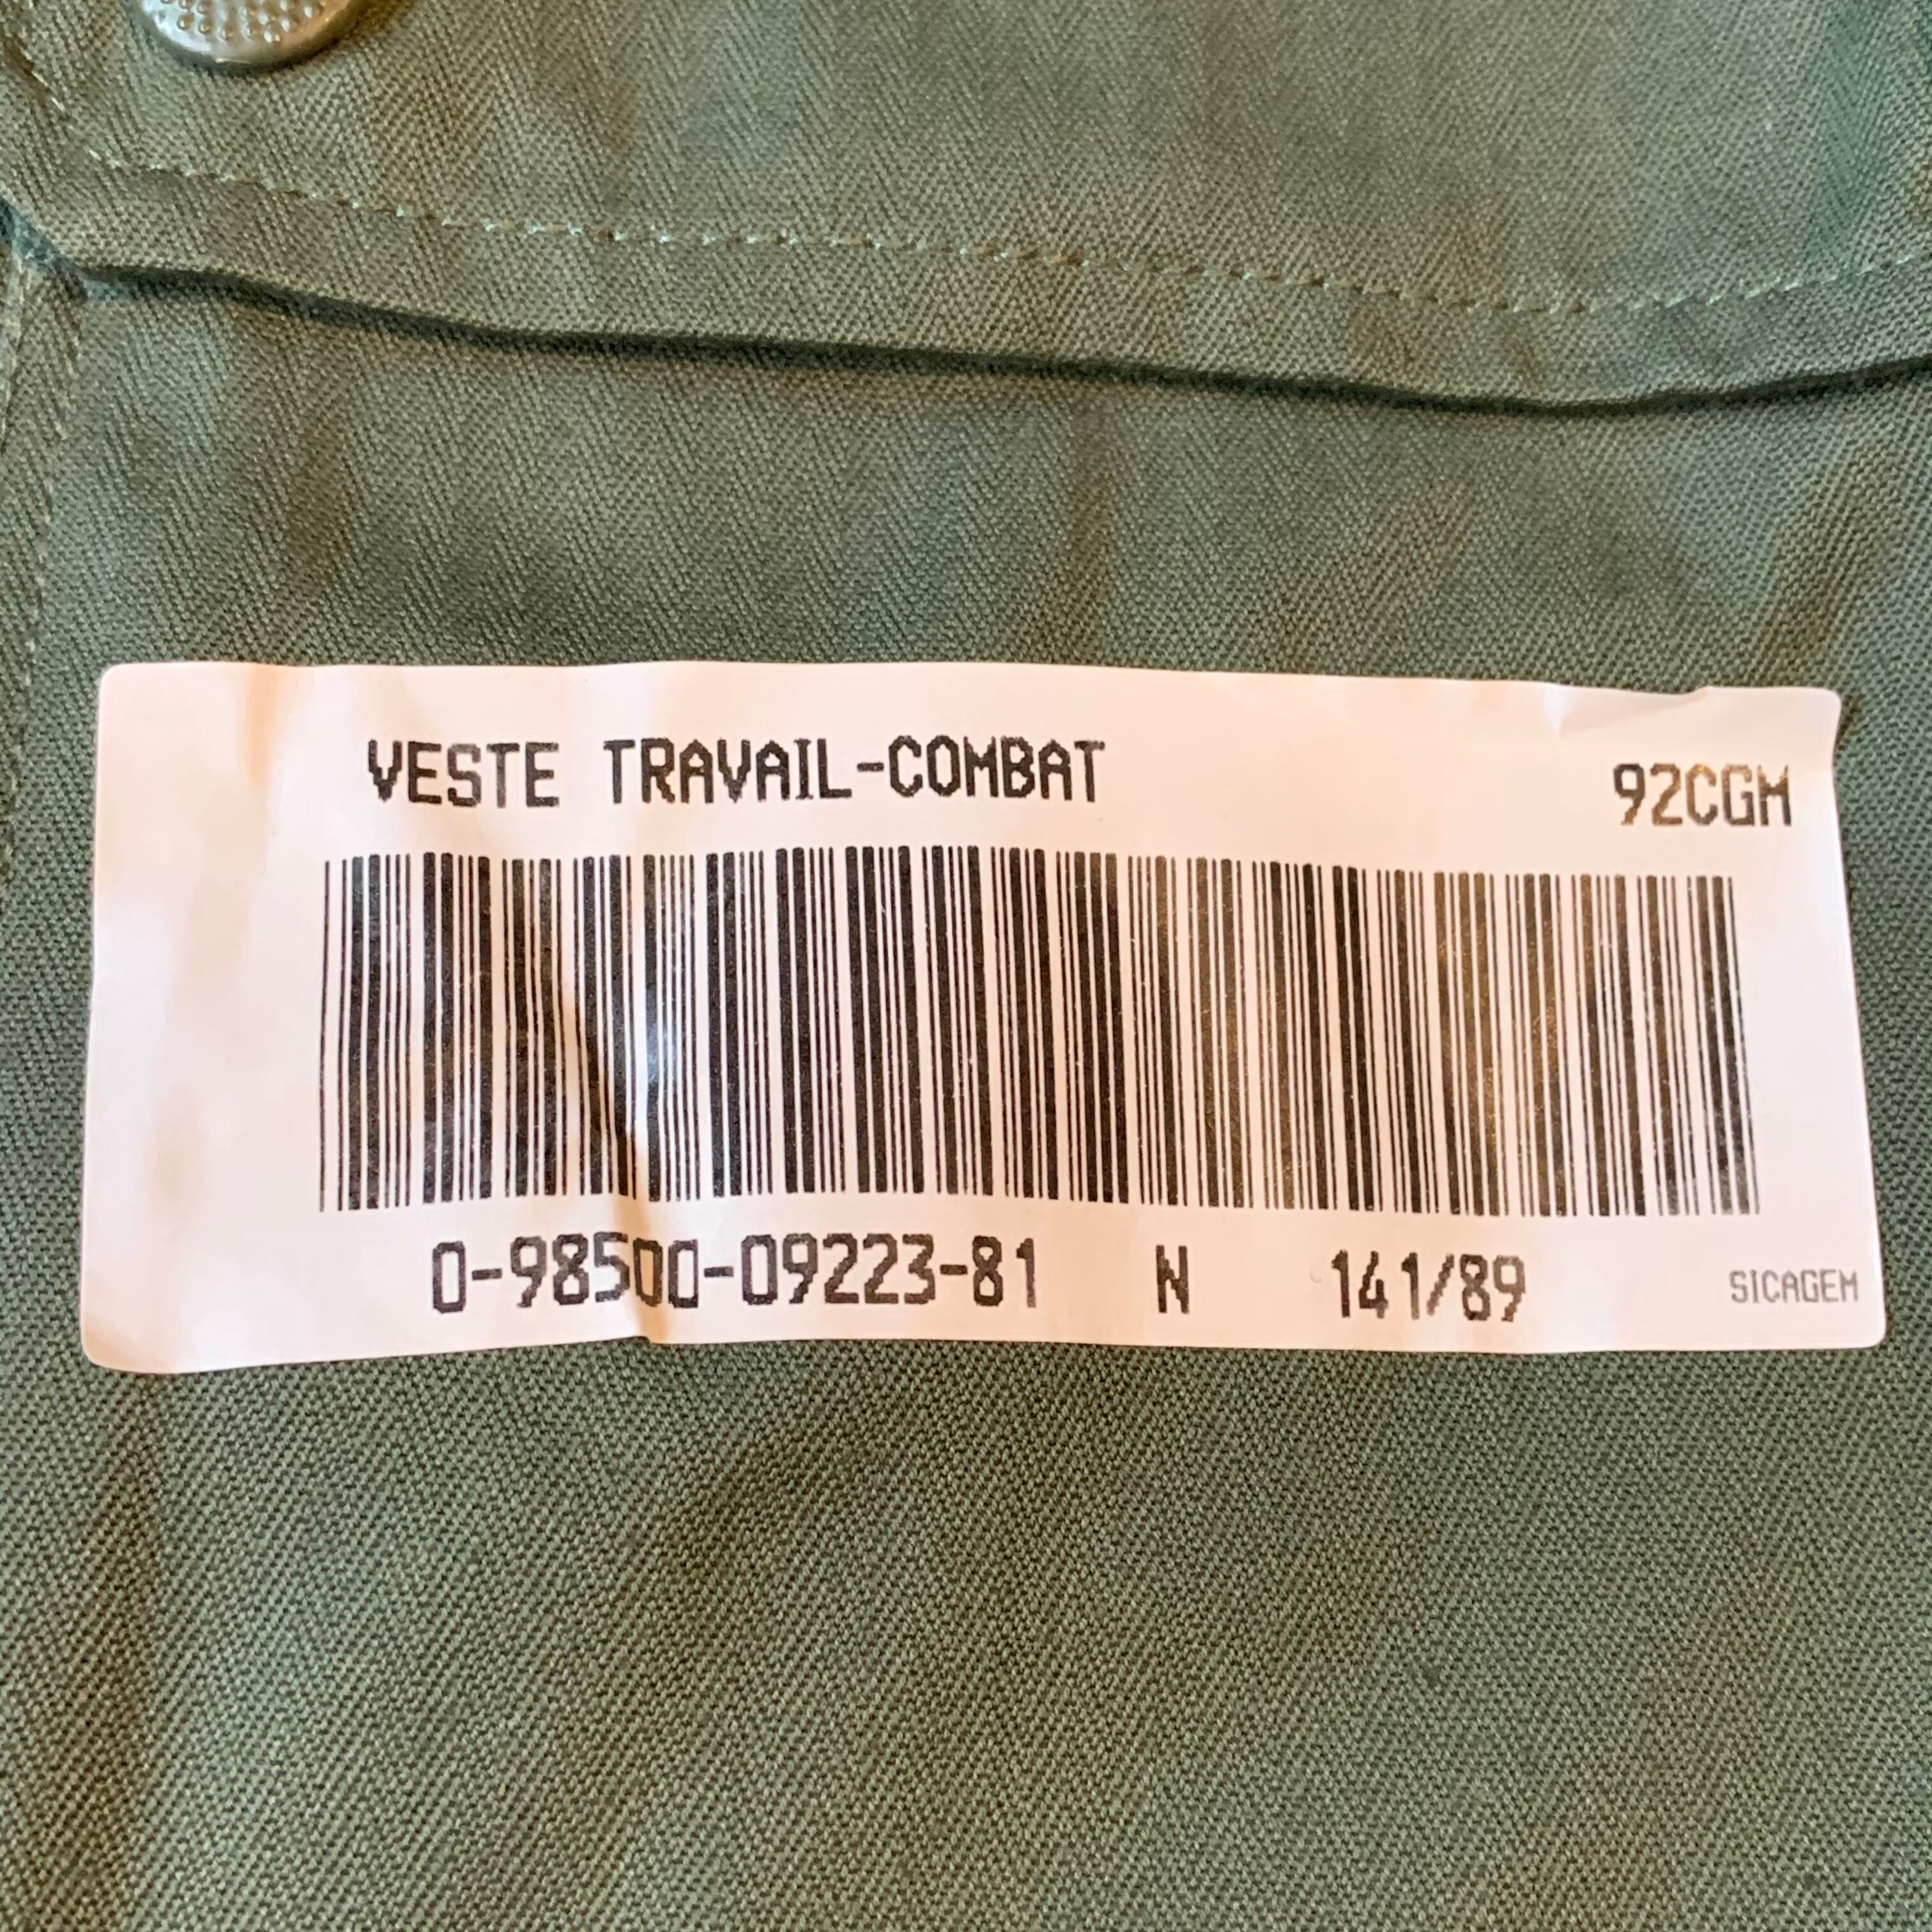 VESTE TRAVAIL-COMBAT 92CGM
0-98500-09223-81 N 141/89 SICAGEM